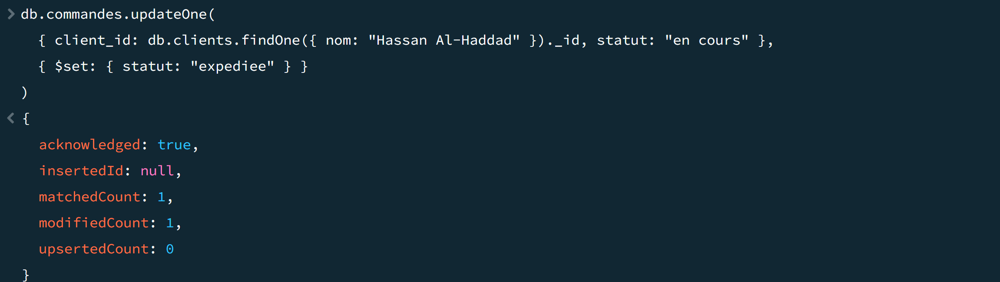 > db.commandes.updateOne(
{ client_id: db.clients.findOne({ nom: "Hassan Al-Haddad" })._id, statut: "en cours" },
{ $set: { statut: "expediee" } }
)
< {
acknowledged: true,
insertedId: null,
matchedCount: 1,
modifiedCount: 1,
upsertedCount: 0
}